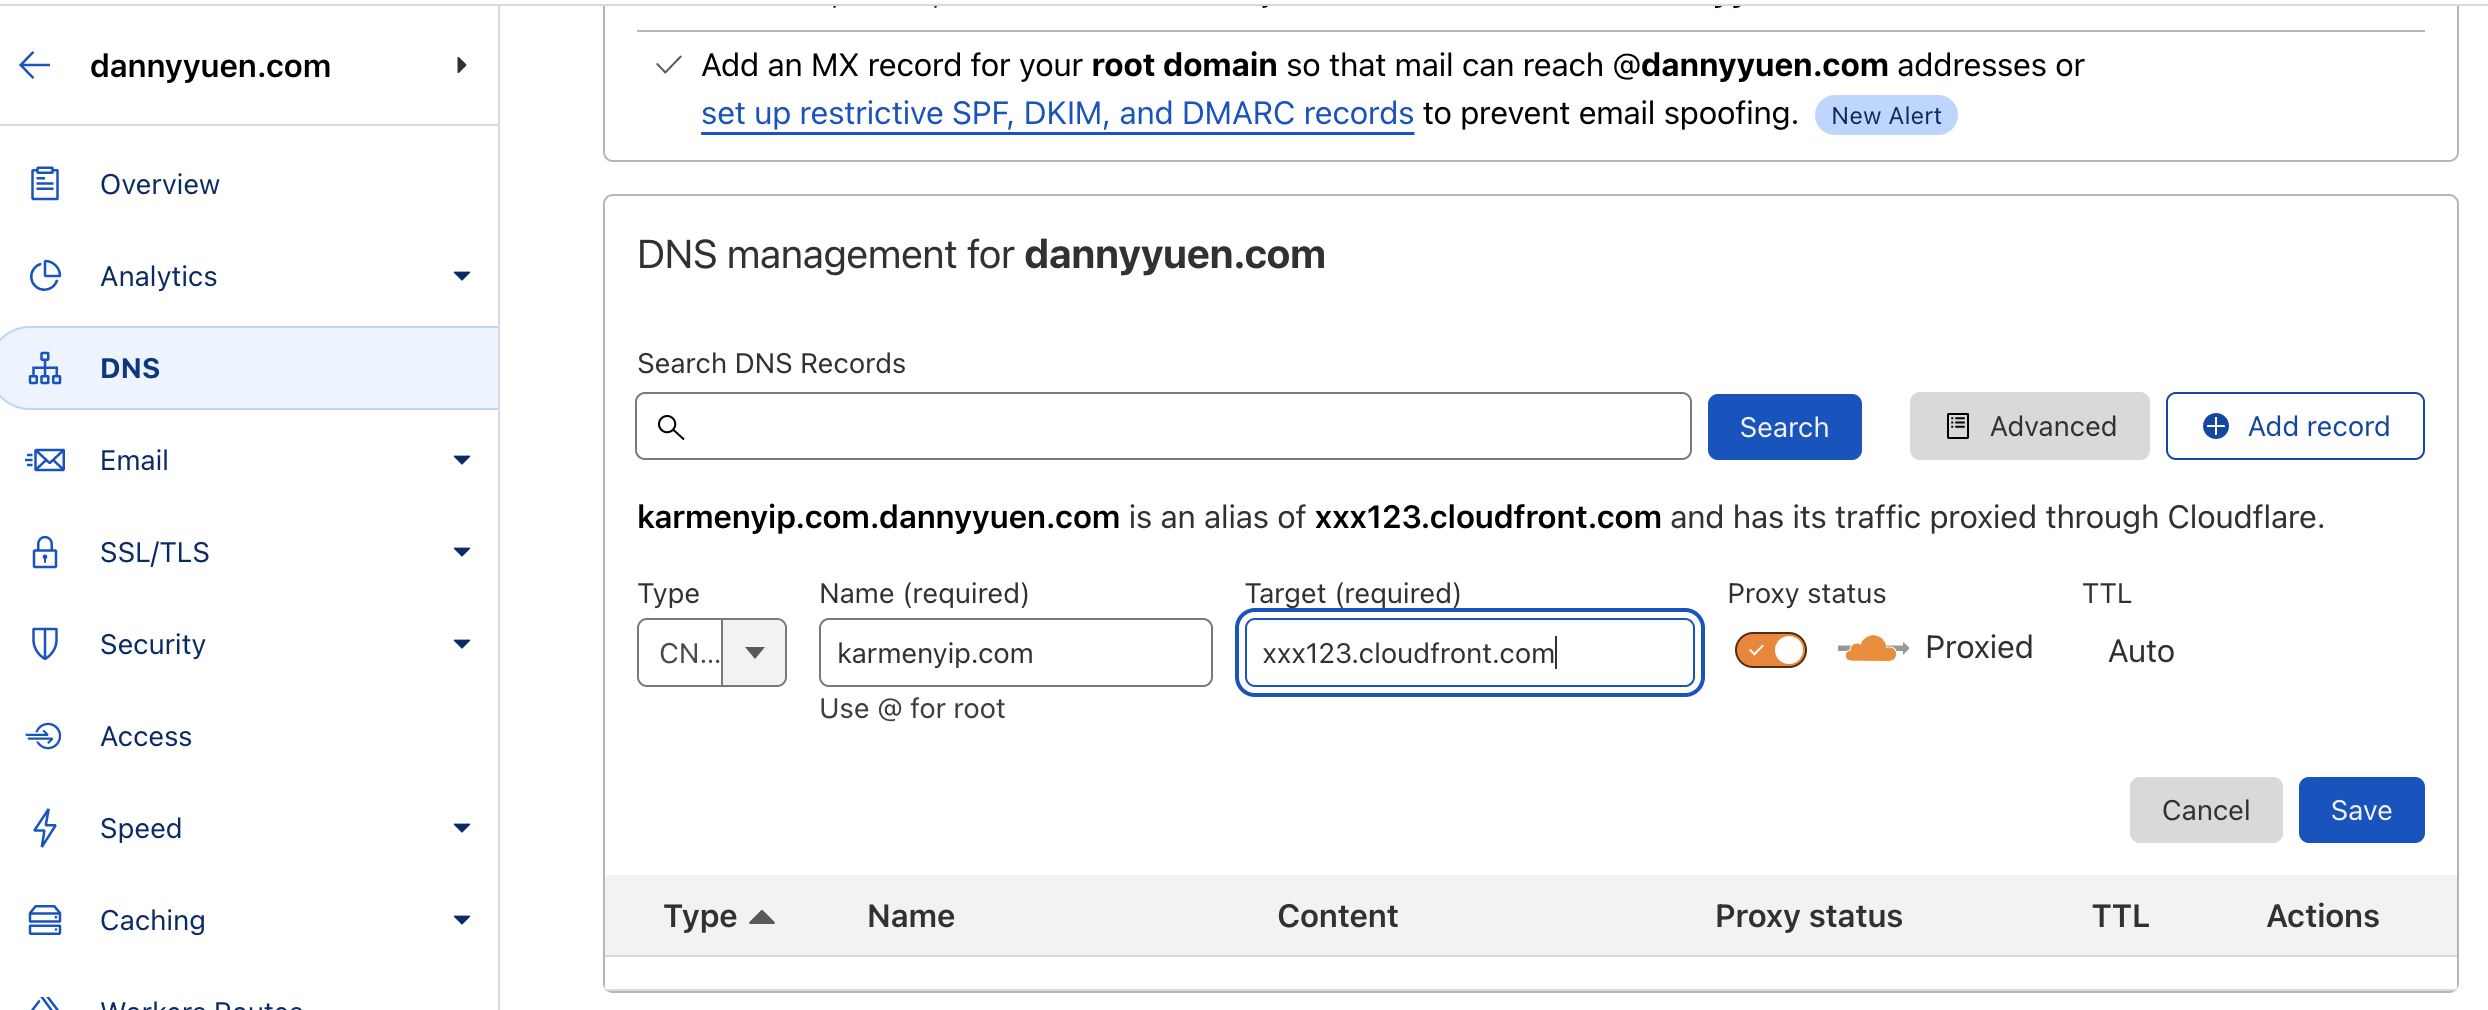 dannyyuen.com
Overview
Analytics
DNS
Email
SSL/TLS
Security
Access
Speed
Caching
Workers Routes
Add an MX record for your root domain so that mail can reach @dannyyuen.com addresses or
set up restrictive SPF, DKIM, and DMARC records to prevent email spoofing. New Alert
DNS management for dannyyuen.com
Search DNS Records
Search Advanced Add record
karmenyip.com.dannyyuen.com is an alias of xxx123.cloudfront.com and has its traffic proxied through Cloudflare.
Type Name (required) Target (required) Proxy status TTL
CN... karmenyip.com xxx123.cloudfront.com Proxied Auto
Use @ for root
Cancel Save
Type Name Content Proxy status TTL Actions